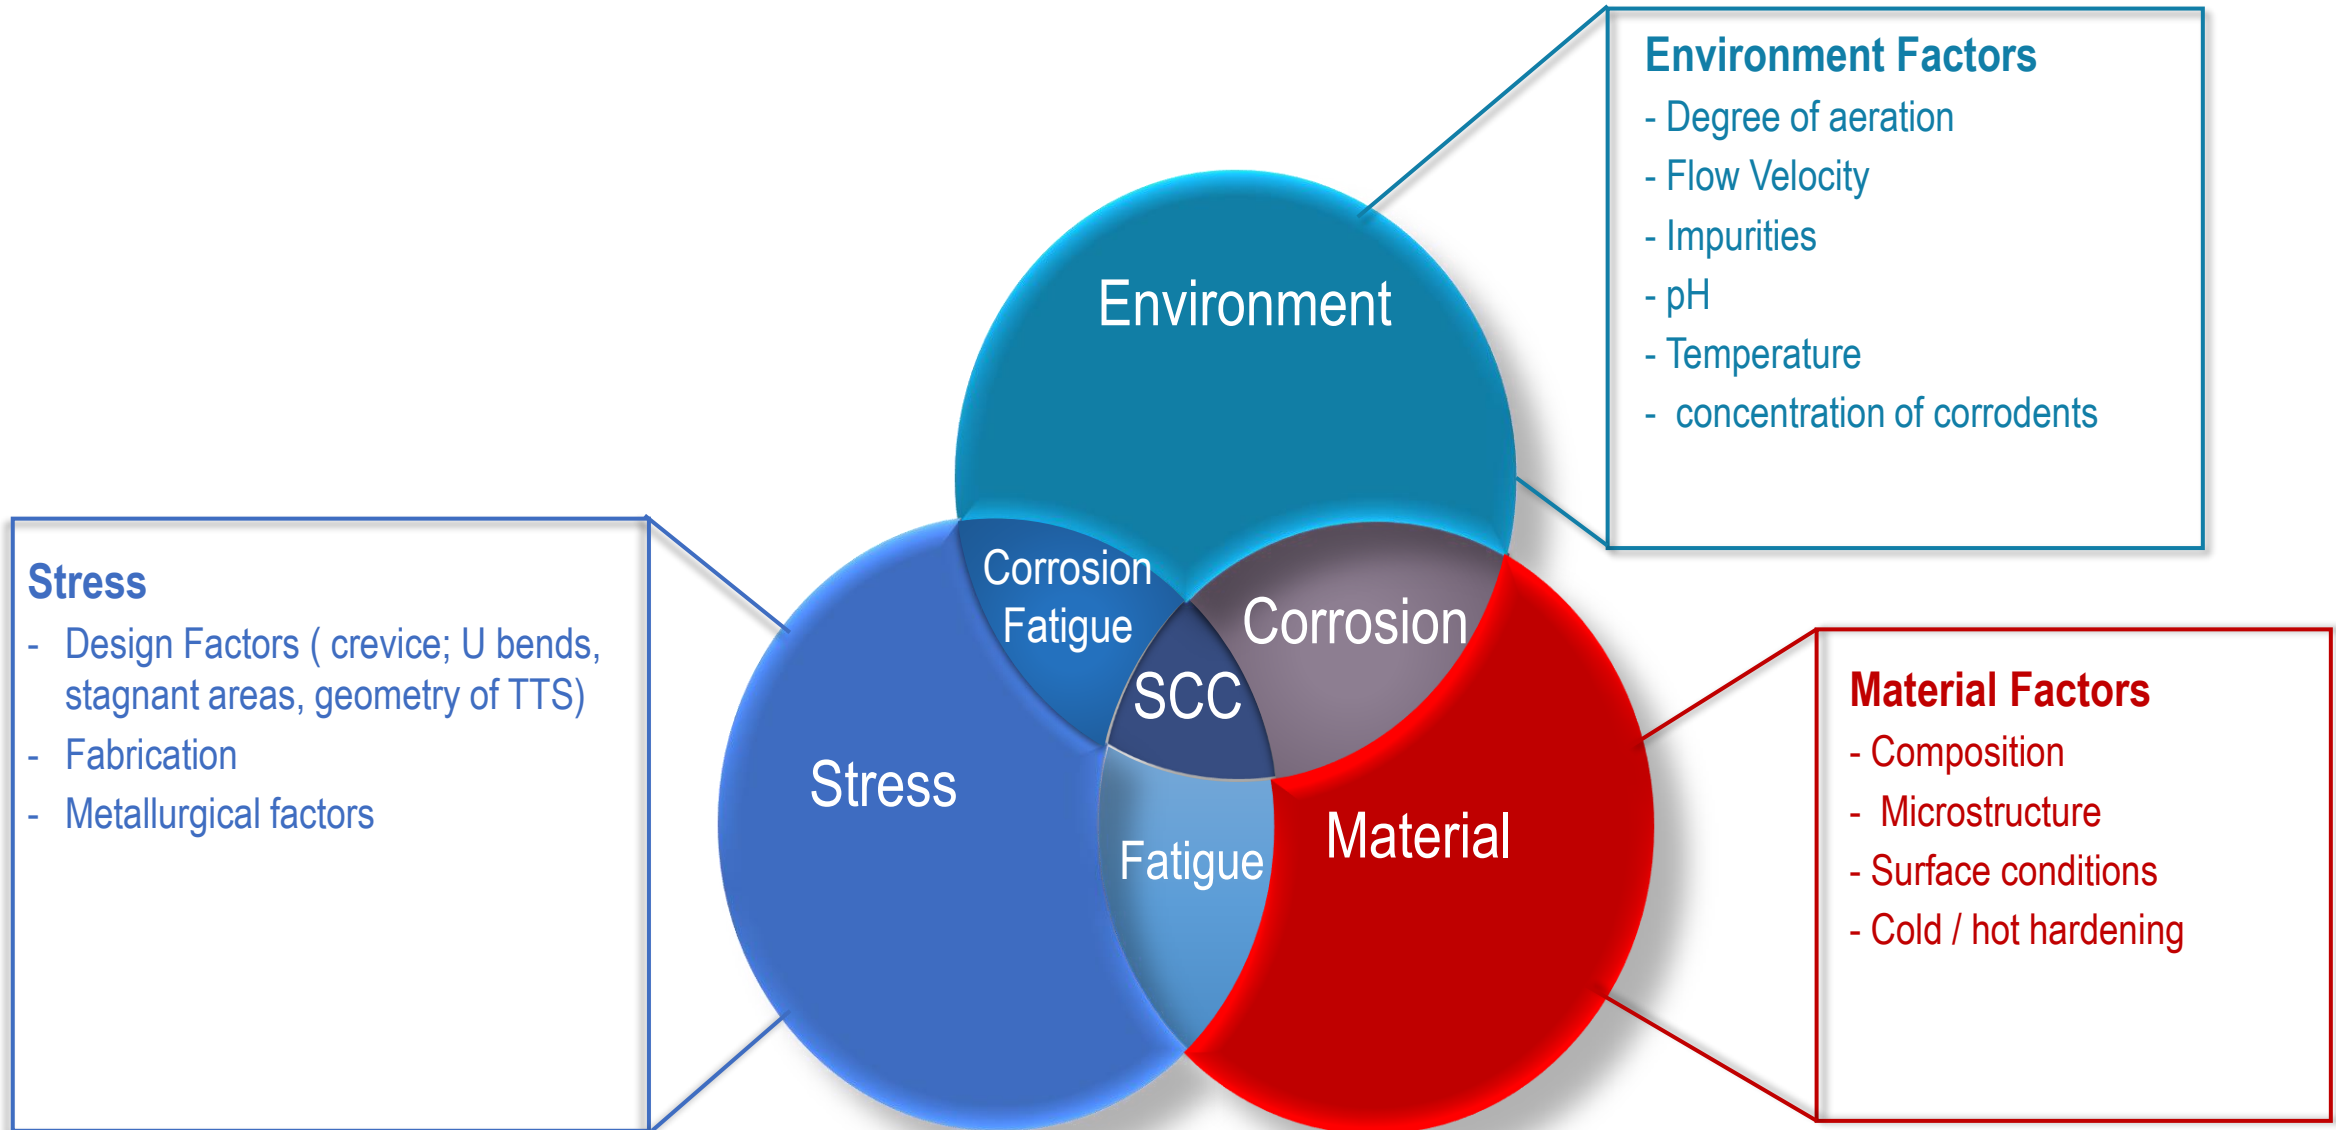 Environment Factors
- Degree of aeration
- Flow Velocity
- Impurities
- pH
- Temperature
- concentration of corrodents
Environment
Stress
- Design Factors ( crevice; U bends,
stagnant areas, geometry of TTS)
- Fabrication
- Metallurgical factors
Corrosion
Fatigue
Corrosion
SCC
Stress
Fatigue
Material
Material Factors
- Composition
- Microstructure
- Surface conditions
- Cold / hot hardening